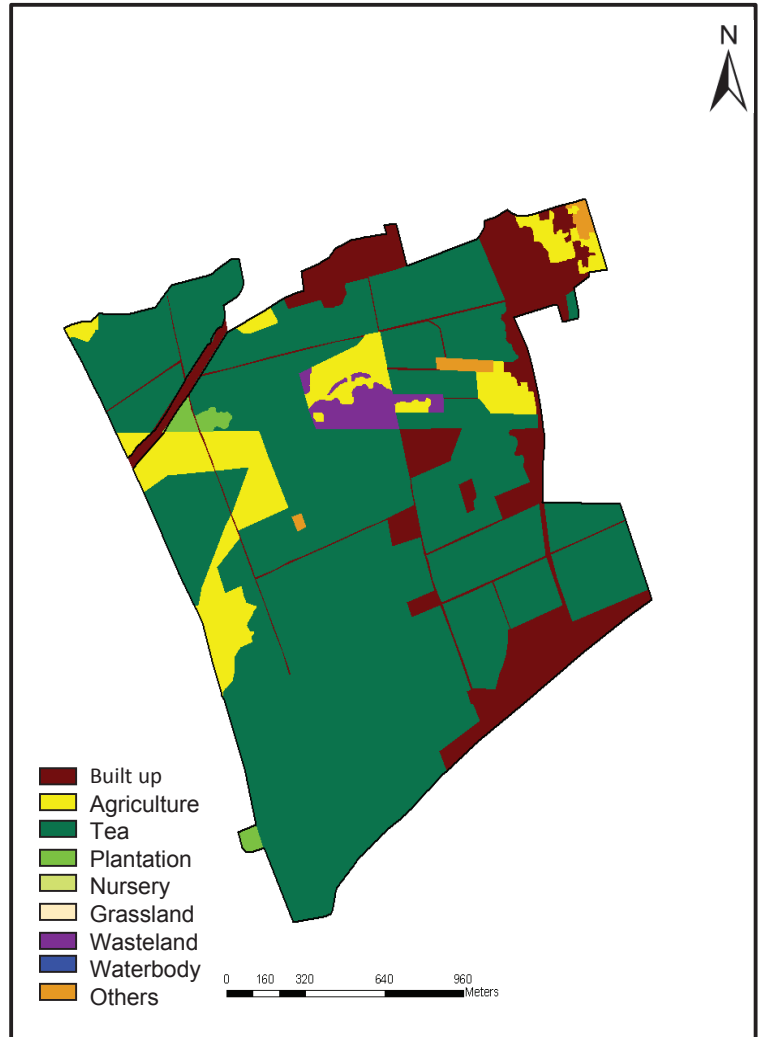 N
Built up
Agriculture
Tea
Plantation
Nursery
Grassland
Wasteland
Waterbody
Others
0 160 320 640 960
Meters